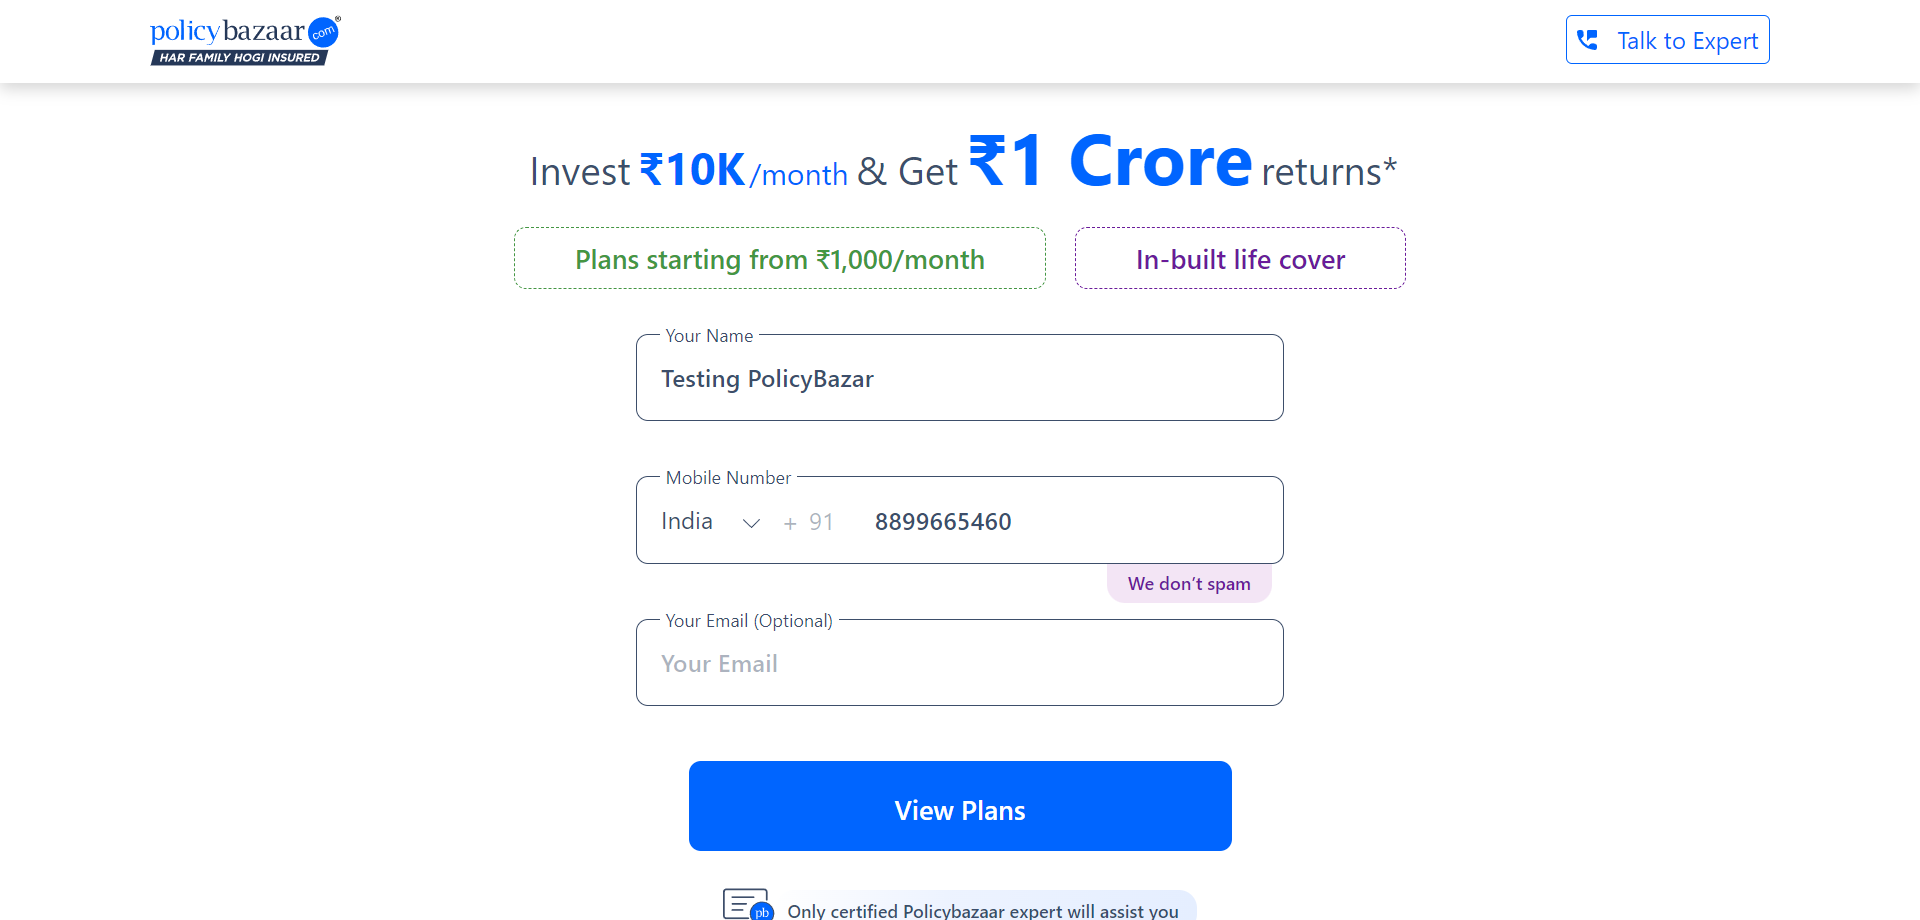 policybazaar com®
HAR FAMILY HOGI INSURED
Talk to Expert
Invest ₹10K/month & Get ₹1 Crore returns*
Plans starting from ₹1,000/month
In-built life cover
Your Name
Testing PolicyBazar
Mobile Number
India + 91 8899665460
We don't spam
Your Email (Optional)
Your Email
View Plans
pb Only certified Policybazaar expert will assist you